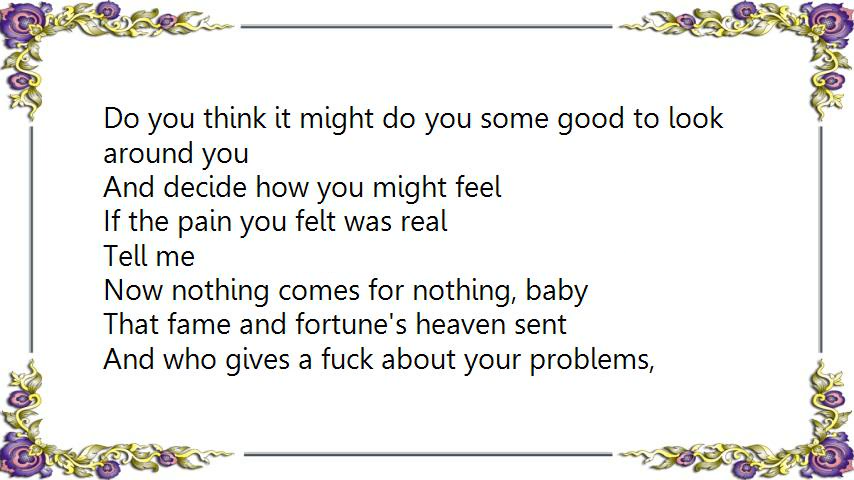 Do you think it might do you some good to look
around you
And decide how you might feel
If the pain you felt was real
Tell me
Now nothing comes for nothing, baby
That fame and fortune's heaven sent
And who gives a fuck about your problems,